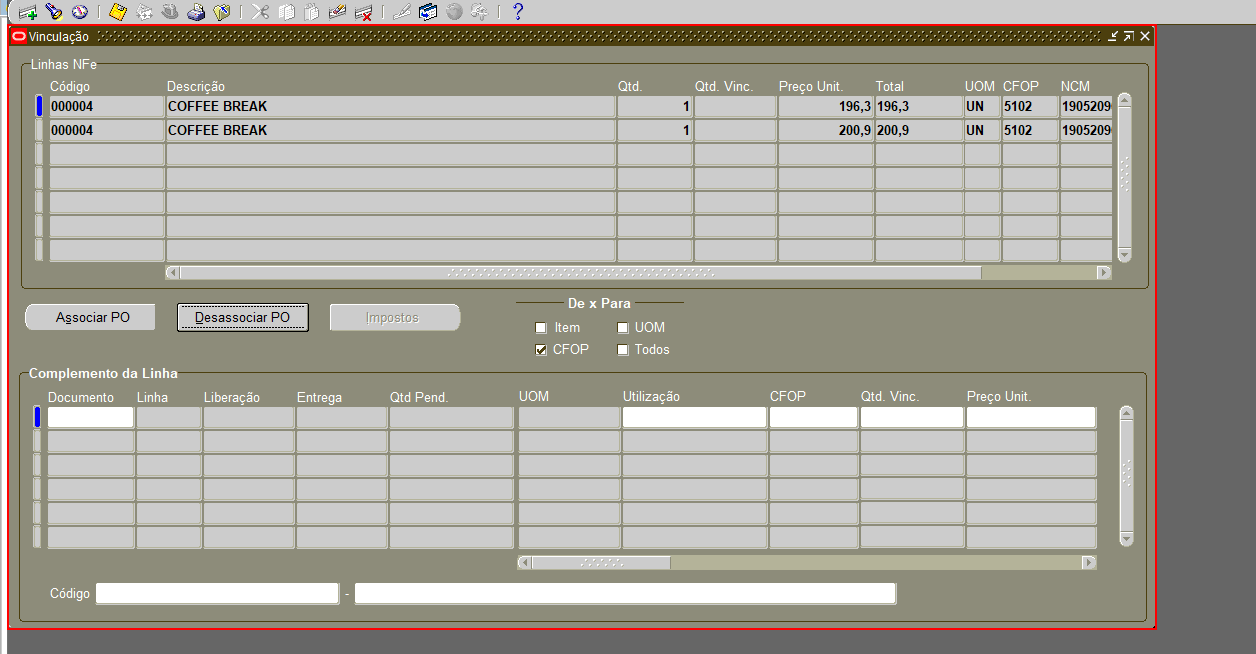 ?
Vinculação
Linhas NFe
Código Descrição Qtd. Qtd. Vinc. Preço Unit. Total UOM CFOP NCM
000004 COFFEE BREAK 1 196,3 196,3 UN 5102 1905209
000004 COFFEE BREAK 1 200,9 200,9 UN 5102 1905209
Associar PO Desassociar PO Impostos
De x Para
Item UOM
CFOP Todos
Complemento da Linha
Documento Linha Liberação Entrega Qtd Pend. UOM Utilização CFOP Qtd. Vinc. Preço Unit.
Código -